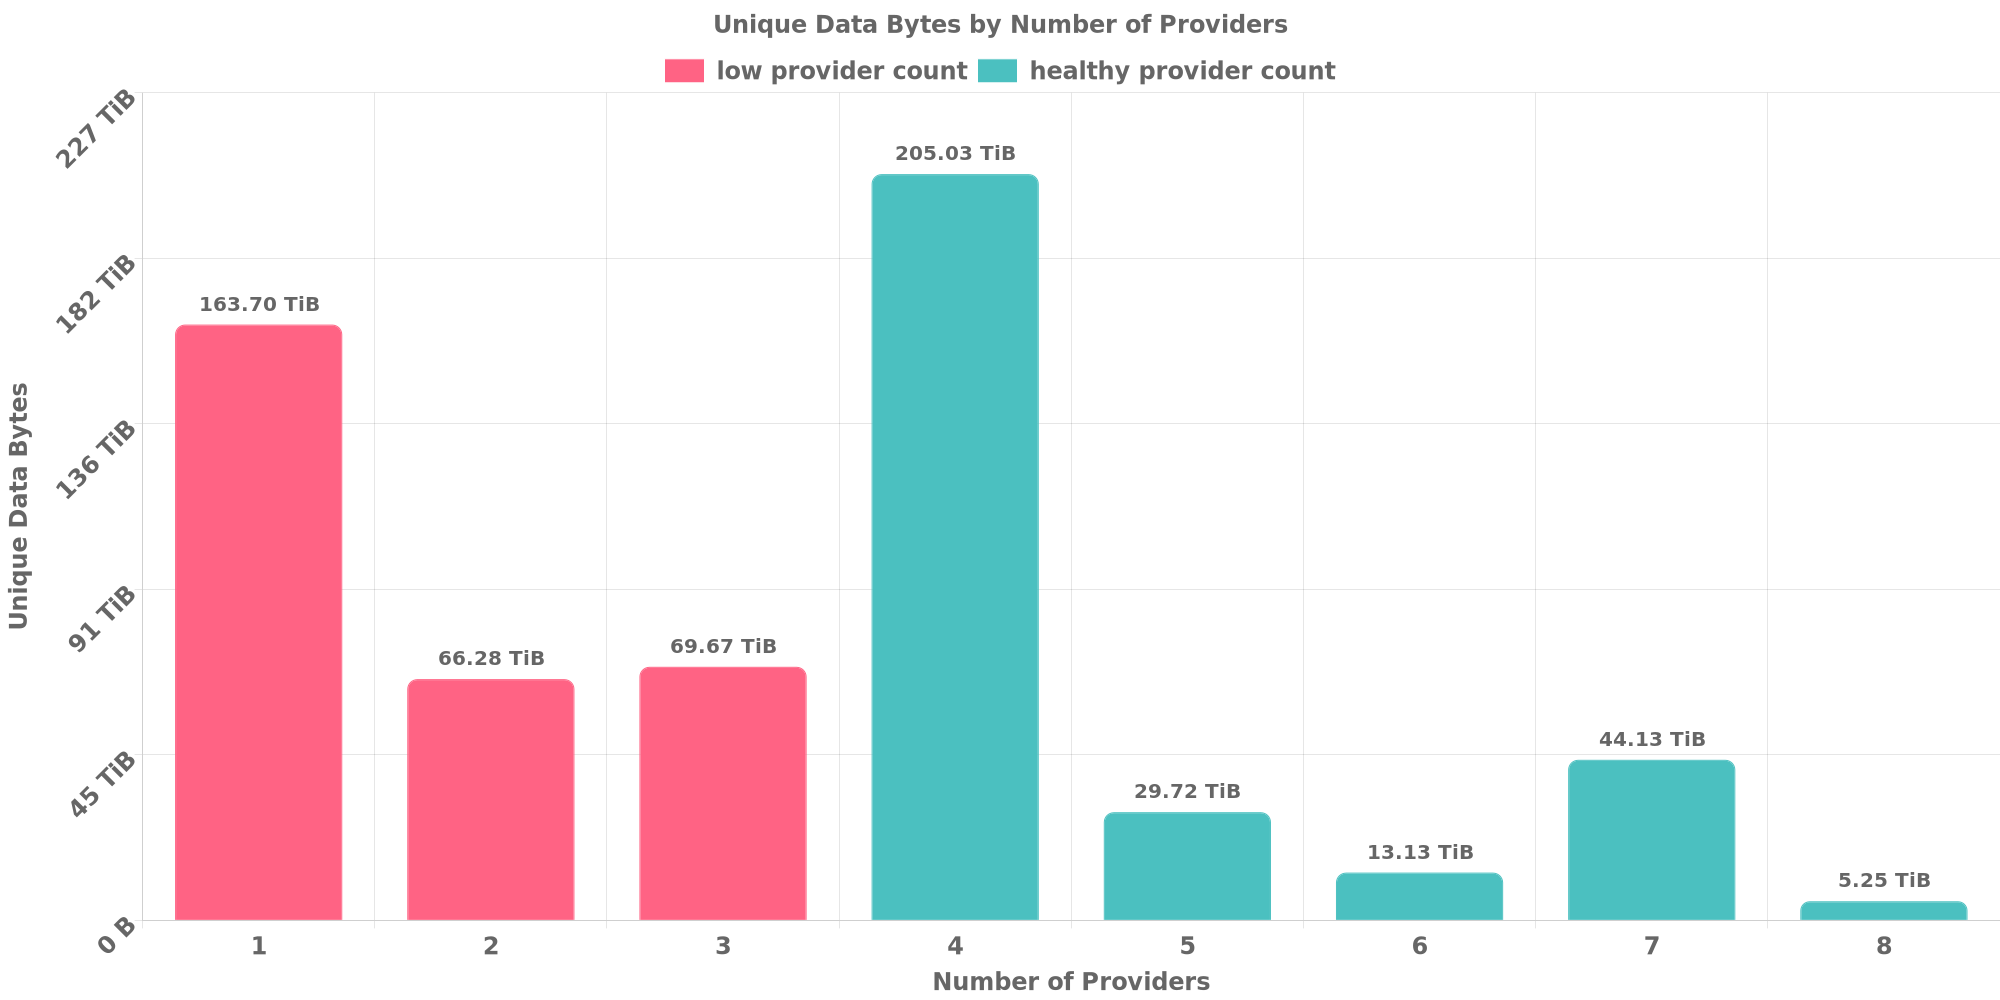 Unique Data Bytes by Number of Providers
low provider count
healthy provider count
227 TiB
182 TiB
136 TiB
91 TiB
45 TiB
0 B
Unique Data Bytes
163.70 TiB
66.28 TiB
69.67 TiB
205.03 TiB
29.72 TiB
13.13 TiB
44.13 TiB
5.25 TiB
1 2 3 4 5 6 7 8
Number of Providers